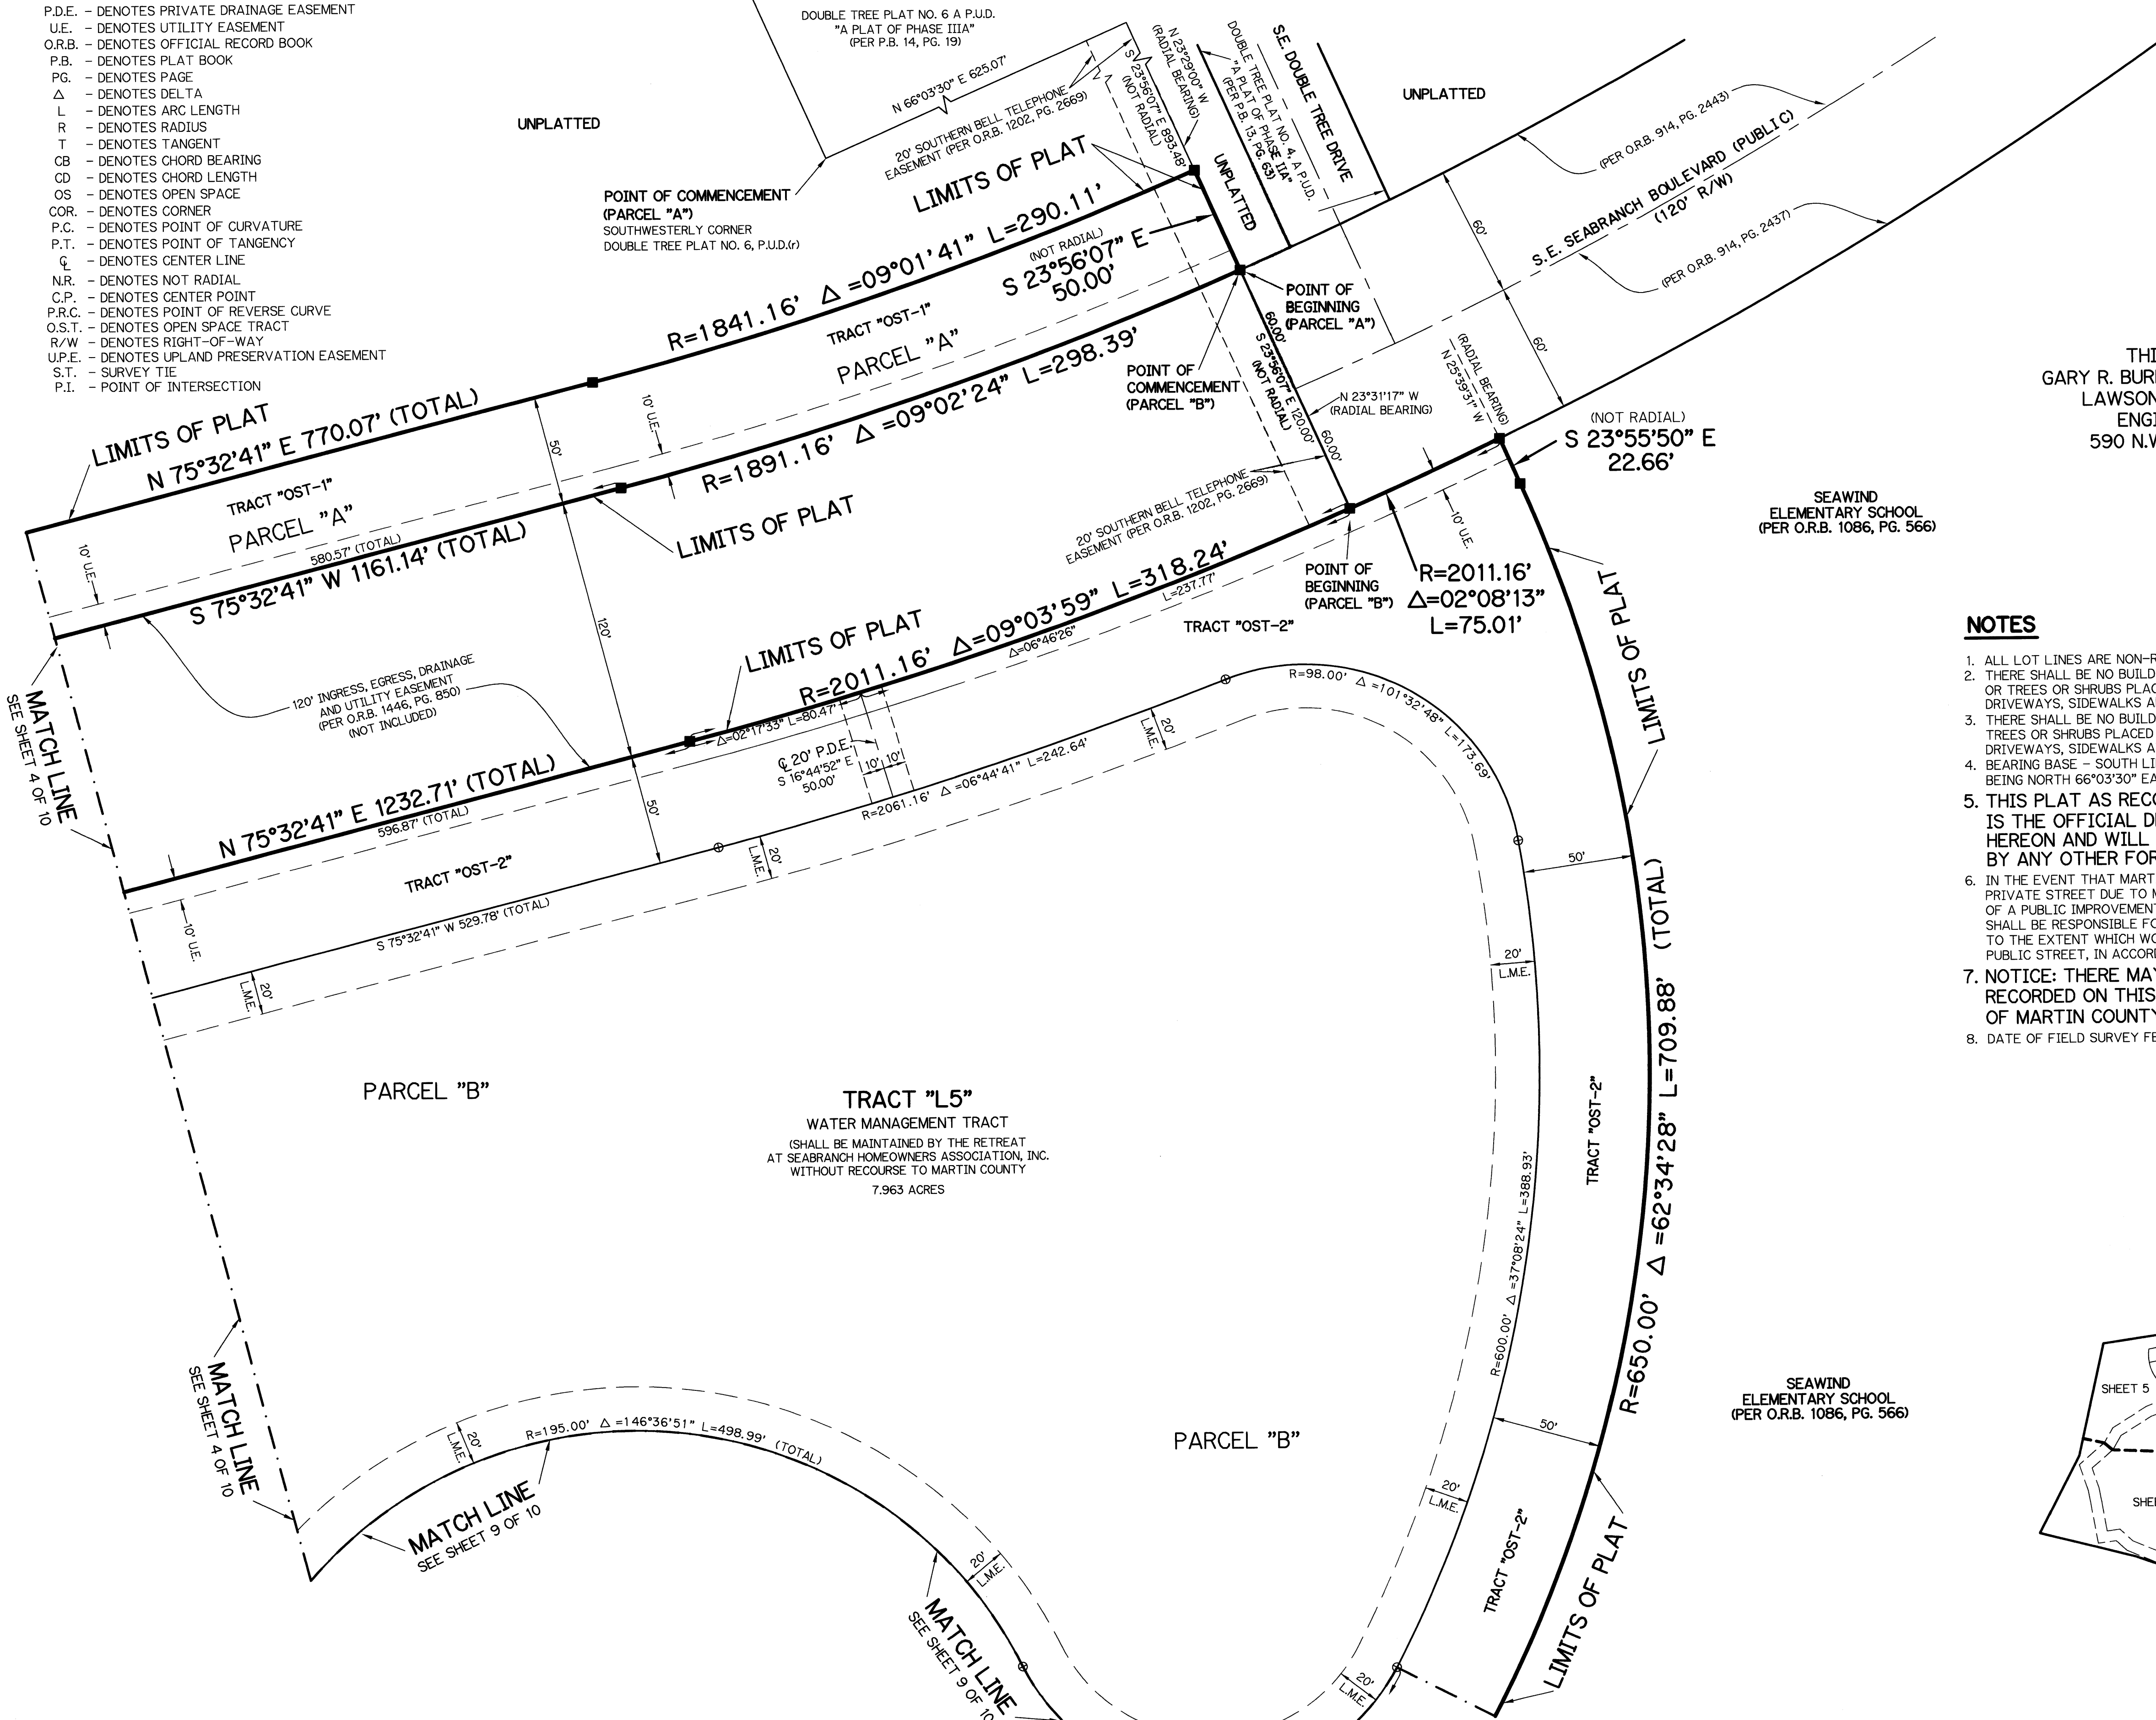 P.D.E. - DENOTES PRIVATE DRAINAGE EASEMENT
U.E. - DENOTES UTILITY EASEMENT
O.R.B. - DENOTES OFFICIAL RECORD BOOK
P.B. - DENOTES PLAT BOOK
PG. - DENOTES PAGE
Δ - DENOTES DELTA
L - DENOTES ARC LENGTH
R - DENOTES RADIUS
T - DENOTES TANGENT
CB - DENOTES CHORD BEARING
CD - DENOTES CHORD LENGTH
OS - DENOTES OPEN SPACE
COR. - DENOTES CORNER
P.C. - DENOTES POINT OF CURVATURE
P.T. - DENOTES POINT OF TANGENCY
℄ - DENOTES CENTER LINE
N.R. - DENOTES NOT RADIAL
C.P. - DENOTES CENTER POINT
P.R.C. - DENOTES POINT OF REVERSE CURVE
O.S.T. - DENOTES OPEN SPACE TRACT
R/W - DENOTES RIGHT-OF-WAY
U.P.E. - DENOTES UPLAND PRESERVATION EASEMENT
S.T. - SURVEY TIE
P.I. - POINT OF INTERSECTION
DOUBLE TREE PLAT NO. 6 A P.U.D.
"A PLAT OF PHASE IIIA"
(PER P.B. 14, PG. 19)
UNPLATTED
N 66°03'30" E 625.07'
20' SOUTHERN BELL TELEPHONE
EASEMENT (PER O.R.B. 1202, PG. 2669)
S 23°56'07" E 893.48'
(NOT RADIAL)
N 23°29'00" W
(RADIAL BEARING)
DOUBLE TREE PLAT NO. 4, A P.U.D.
"A PLAT OF PHASE IIA"
(PER P.B. 13, PG. 63)
S.E. DOUBLE TREE DRIVE
UNPLATTED
UNPLATTED
(PER O.R.B. 914, PG. 2443)
S.E. SEABRANCH BOULEVARD (PUBLIC)
(120' R/W)
(PER O.R.B. 914, PG. 2437)
60'
60'
POINT OF COMMENCEMENT
(PARCEL "A")
SOUTHWESTERLY CORNER
DOUBLE TREE PLAT NO. 6, P.U.D.(r)
LIMITS OF PLAT
R=1841.16' Δ =09°01'41" L=290.11'
(NOT RADIAL)
S 23°56'07" E
50.00'
TRACT "OST-1"
PARCEL "A"
R=1891.16' Δ =09°02'24" L=298.39'
POINT OF
BEGINNING
(PARCEL "A")
POINT OF
COMMENCEMENT
(PARCEL "B")
60.00'
S 23°56'07" E 120.00'
(NOT RADIAL)
60.00'
N 23°31'17" W
(RADIAL BEARING)
(RADIAL BEARING)
N 25°39'31" W
(NOT RADIAL)
S 23°55'50" E
22.66'
LIMITS OF PLAT
N 75°32'41" E 770.07' (TOTAL)
TRACT "OST-1"
PARCEL "A"
10' U.E.
10' U.E.
50'
580.57' (TOTAL)
S 75°32'41" W 1161.14' (TOTAL)
LIMITS OF PLAT
20' SOUTHERN BELL TELEPHONE
EASEMENT (PER O.R.B. 1202, PG. 2669)
POINT OF
BEGINNING
(PARCEL "B")
R=2011.16'
Δ=02°08'13"
L=75.01'
10' U.E.
SEAWIND
ELEMENTARY SCHOOL
(PER O.R.B. 1086, PG. 566)
THI
GARY R. BUR
LAWSON
ENGI
590 N.W
MATCH LINE
SEE SHEET 4 OF 10
120' INGRESS, EGRESS, DRAINAGE
AND UTILITY EASEMENT
(PER O.R.B. 1446, PG. 850)
(NOT INCLUDED)
120'
LIMITS OF PLAT
R=2011.16' Δ=09°03'59" L=318.24'
L=237.77'
Δ=06°46'26"
Δ=02°17'33" L=80.47'
TRACT "OST-2"
℄ 20' P.D.E.
S 16°44'52" E
50.00'
10' 10'
R=2061.16' Δ =06°44'41" L=242.64'
20'
L.M.E.
R=98.00' Δ =101°32'48" L=173.69'
N 75°32'41" E 1232.71' (TOTAL)
596.87' (TOTAL)
50'
20'
L.M.E.
TRACT "OST-2"
10' U.E.
S 75°32'41" W 529.78' (TOTAL)
20'
L.M.E.
LIMITS OF PLAT
50'
20'
L.M.E.
R=650.00' Δ =62°34'28" L=709.88' (TOTAL)
TRACT "OST-2"
R=600.00' Δ =37°08'24" L=388.93'
PARCEL "B"
TRACT "L5"
WATER MANAGEMENT TRACT
(SHALL BE MAINTAINED BY THE RETREAT
AT SEABRANCH HOMEOWNERS ASSOCIATION, INC.
WITHOUT RECOURSE TO MARTIN COUNTY
7.963 ACRES
NOTES
1. ALL LOT LINES ARE NON-R
2. THERE SHALL BE NO BUILD
OR TREES OR SHRUBS PLAC
DRIVEWAYS, SIDEWALKS A
3. THERE SHALL BE NO BUILD
TREES OR SHRUBS PLACED
DRIVEWAYS, SIDEWALKS A
4. BEARING BASE - SOUTH LI
BEING NORTH 66°03'30" EA
5. THIS PLAT AS RECO
IS THE OFFICIAL D
HEREON AND WILL
BY ANY OTHER FOR
6. IN THE EVENT THAT MART
PRIVATE STREET DUE TO M
OF A PUBLIC IMPROVEMENT
SHALL BE RESPONSIBLE FO
TO THE EXTENT WHICH WO
PUBLIC STREET, IN ACCOR
7. NOTICE: THERE MAY
RECORDED ON THIS
OF MARTIN COUNTY
8. DATE OF FIELD SURVEY FE
MATCH LINE
SEE SHEET 4 OF 10
20'
L.M.E.
R=195.00' Δ =146°36'51" L=498.99' (TOTAL)
MATCH LINE
SEE SHEET 9 OF 10
PARCEL "B"
20'
L.M.E.
MATCH LINE
SEE SHEET 9 OF 10
50'
20'
L.M.E.
TRACT "OST-2"
LIMITS OF PLAT
20'
L.M.E.
SEAWIND
ELEMENTARY SCHOOL
(PER O.R.B. 1086, PG. 566)
SHEET 5
SHE